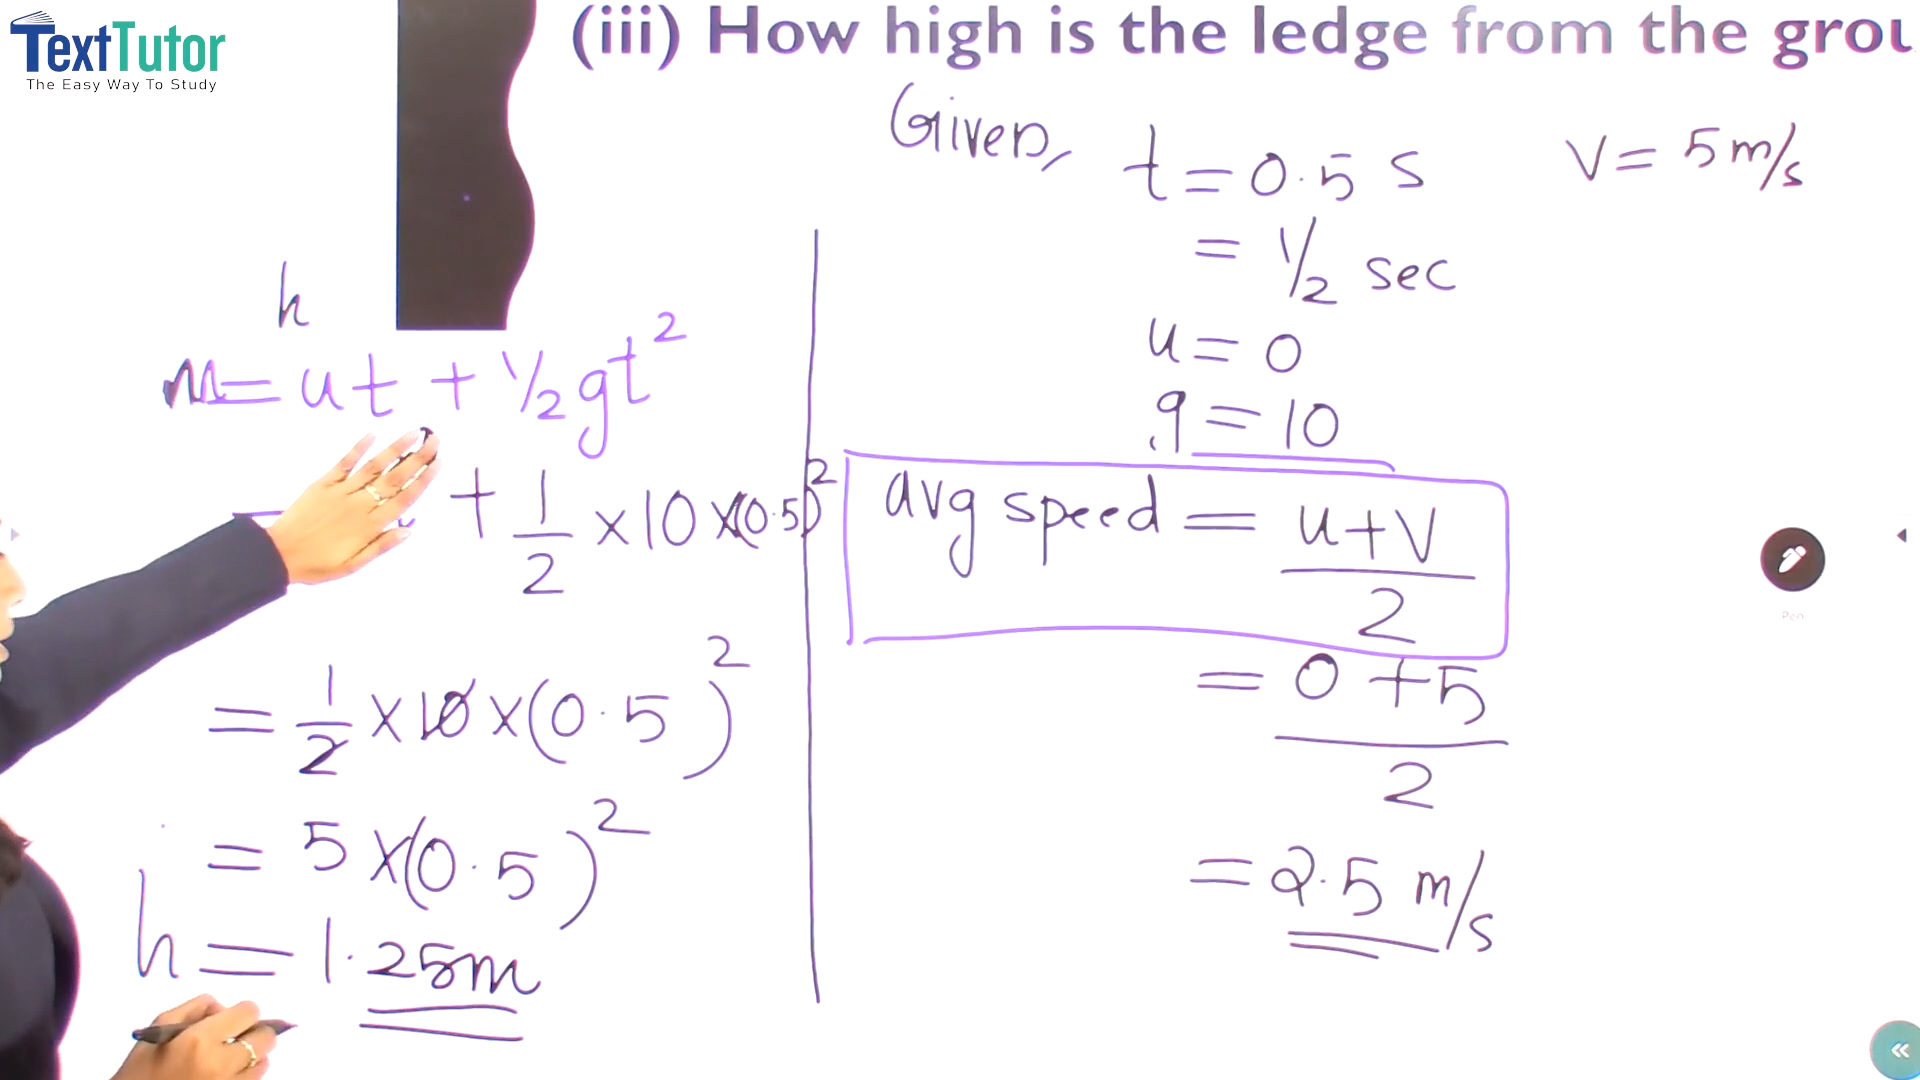 TextTutor
The Easy Way To Study
(iii) How high is the ledge from the grou
Given, t = 0.5 s v = 5 m/s
= 1/2 sec
u = 0
g = 10
h
= ut + 1/2 gt²
+ 1/2 × 10 × (0.5)²
= 1/2 × 10 × (0.5)²
= 5 × (0.5)²
h = 1.25m
avg speed = u+v/2
= 0+5/2
= 2.5 m/s
Pen